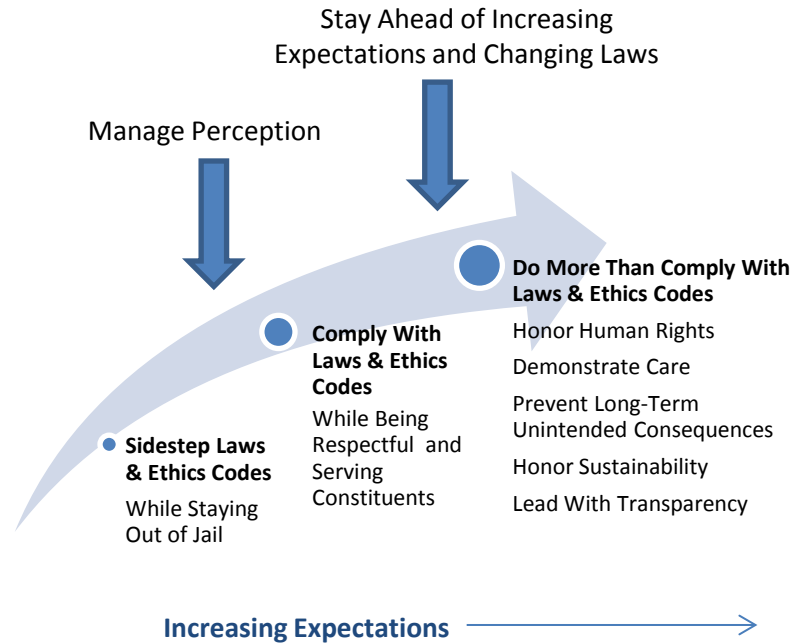 Stay Ahead of Increasing
Expectations and Changing Laws
Manage Perception
Sidestep Laws
& Ethics Codes
While Staying
Out of Jail
Comply With
Laws & Ethics
Codes
While Being
Respectful and
Serving
Constituents
Do More Than Comply With
Laws & Ethics Codes
Honor Human Rights
Demonstrate Care
Prevent Long-Term
Unintended Consequences
Honor Sustainability
Lead With Transparency
Increasing Expectations